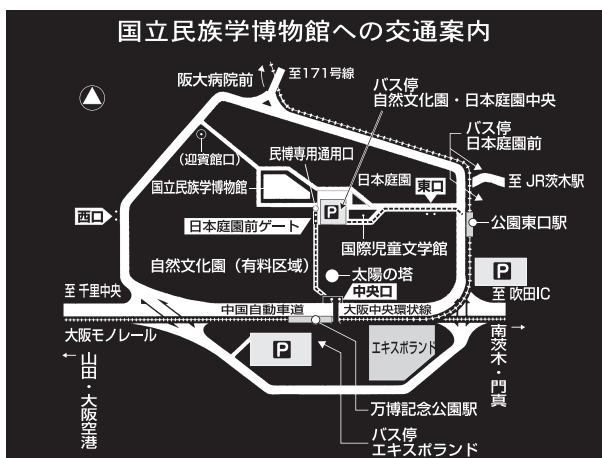 国立民族学博物館への交通案内
阪大病院前
至171号線
バス停
自然文化園・日本庭園中央
バス停
日本庭園前
(迎賓館口)
民博専用通用口
国立民族学博物館
日本庭園
東口
至 JR茨木駅
西口
P
日本庭園前ゲート
公園東口駅
国際児童文学館
自然文化園(有料区域)
太陽の塔
P
至 千里中央
中央口
至 吹田IC
中国自動車道
大阪中央環状線
大阪モノレール
P
エキスポランド
南茨木・門真
山田・大阪空港
万博記念公園駅
バス停
エキスポランド